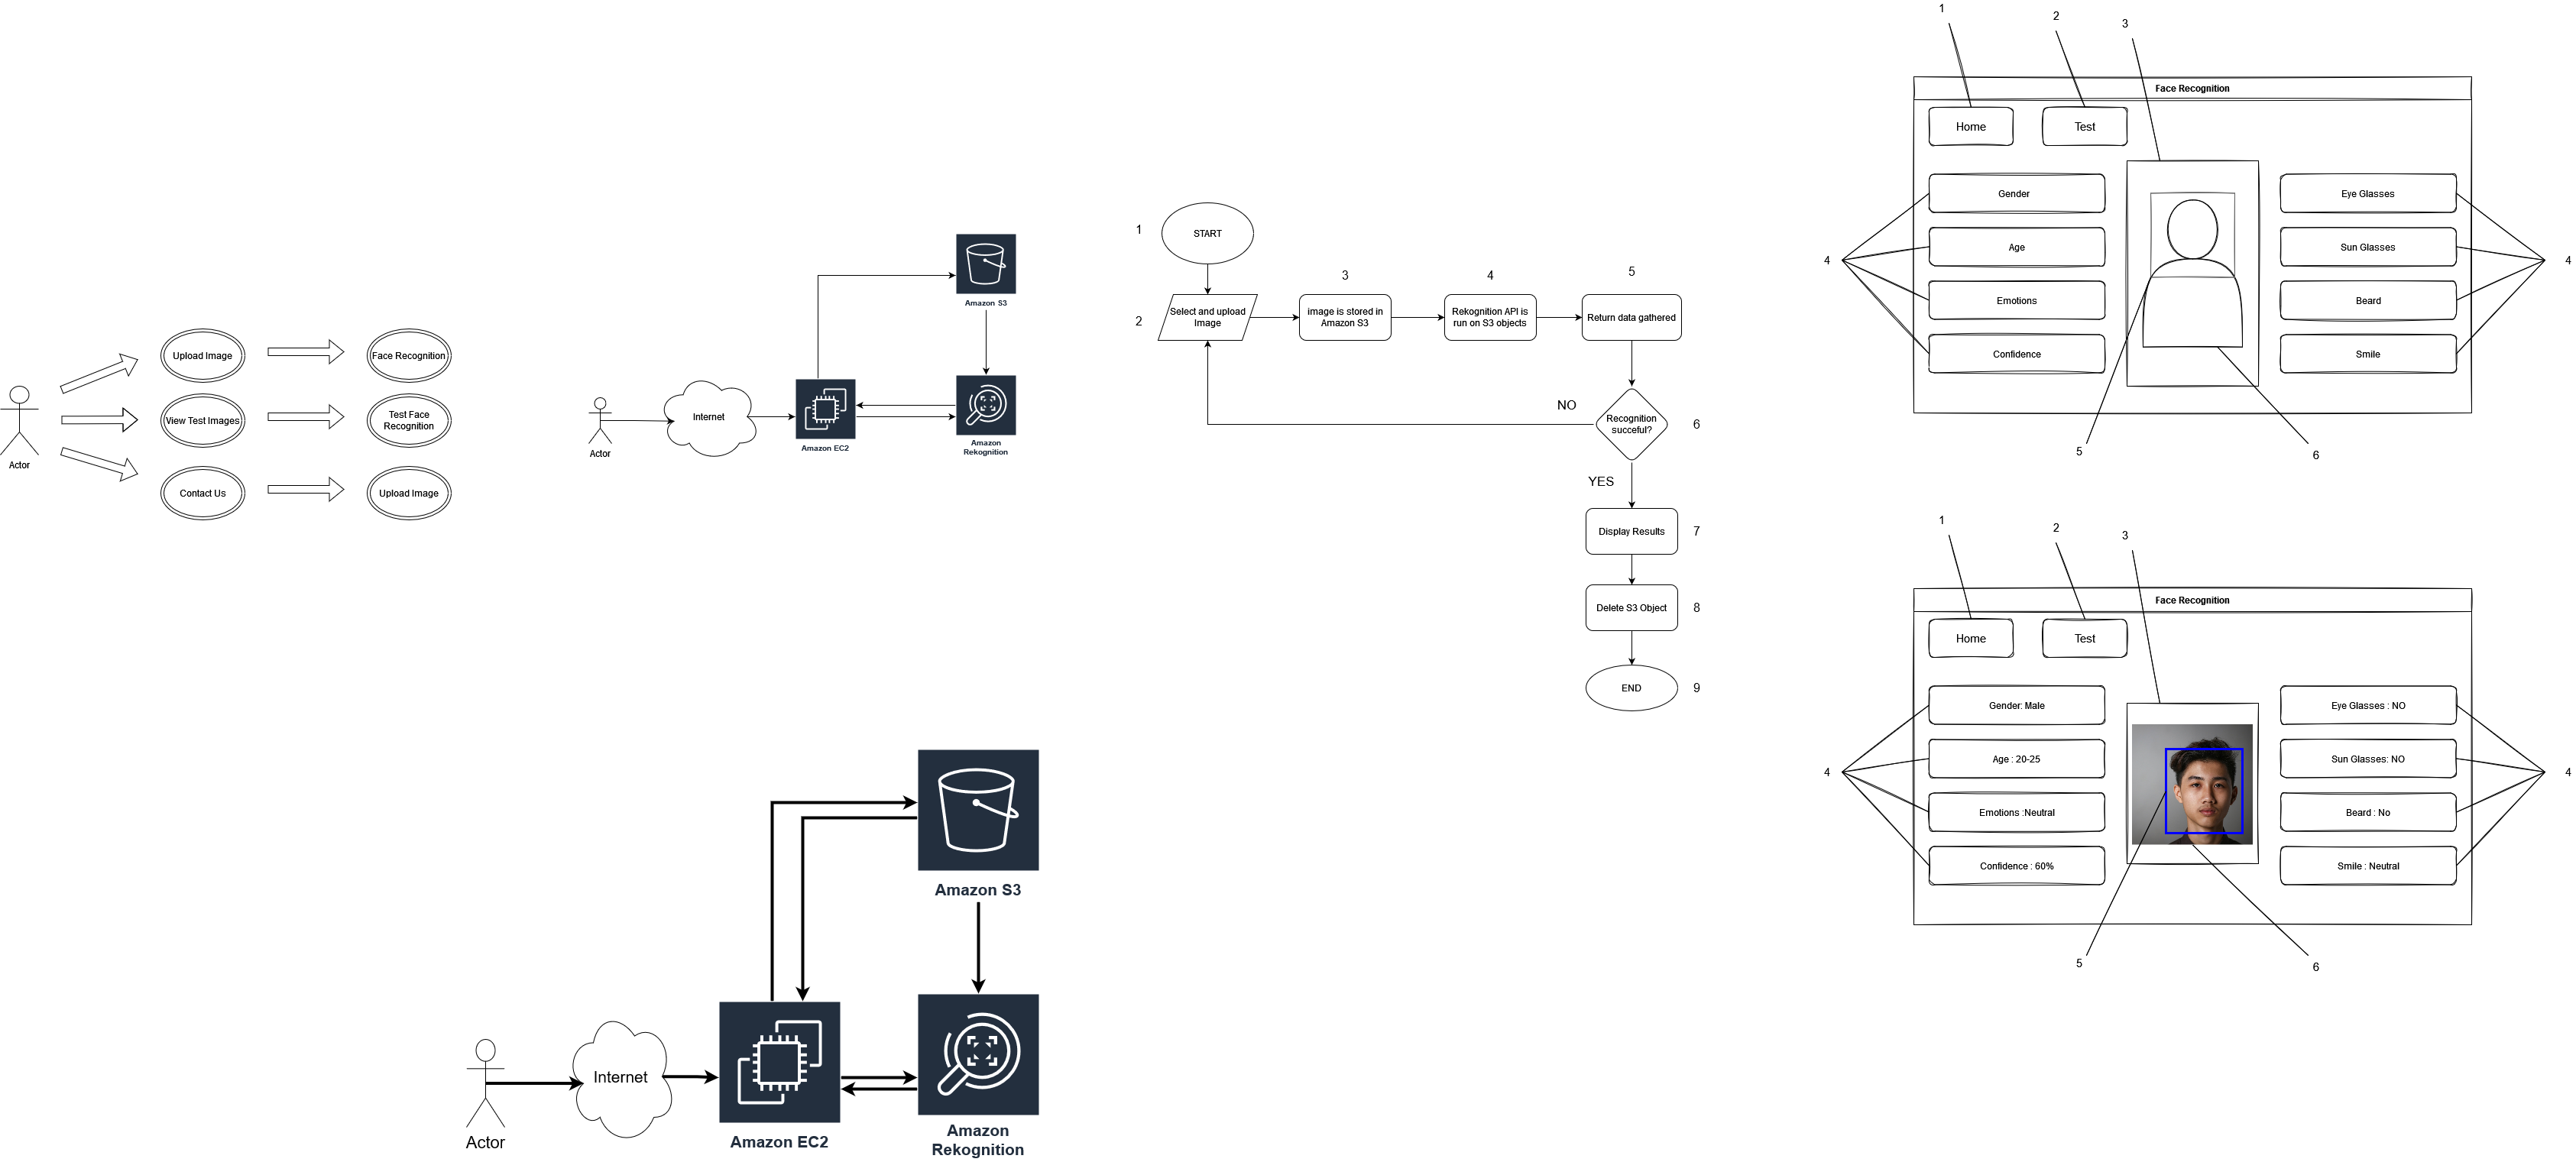 Actor
Upload Image
Face Recognition
View Test Images
Test Face
Recognition
Contact Us
Upload Image
Actor
Internet
Amazon EC2
Amazon S3
Amazon
Rekognition
1
START
2
Select and upload
Image
3
image is stored in
Amazon S3
4
Rekognition API is
run on S3 objects
5
Return data gathered
NO
Recognition
succeful?
6
YES
Display Results
7
Delete S3 Object
8
END
9
1
2
3
Face Recognition
Home
Test
Gender
Age
Emotions
Confidence
Eye Glasses
Sun Glasses
Beard
Smile
4
4
5
6
1
2
3
Face Recognition
Home
Test
Gender: Male
Age : 20-25
Emotions :Neutral
Confidence : 60%
Eye Glasses : NO
Sun Glasses: NO
Beard : No
Smile : Neutral
4
4
5
6
Actor
Internet
Amazon EC2
Amazon S3
Amazon
Rekognition